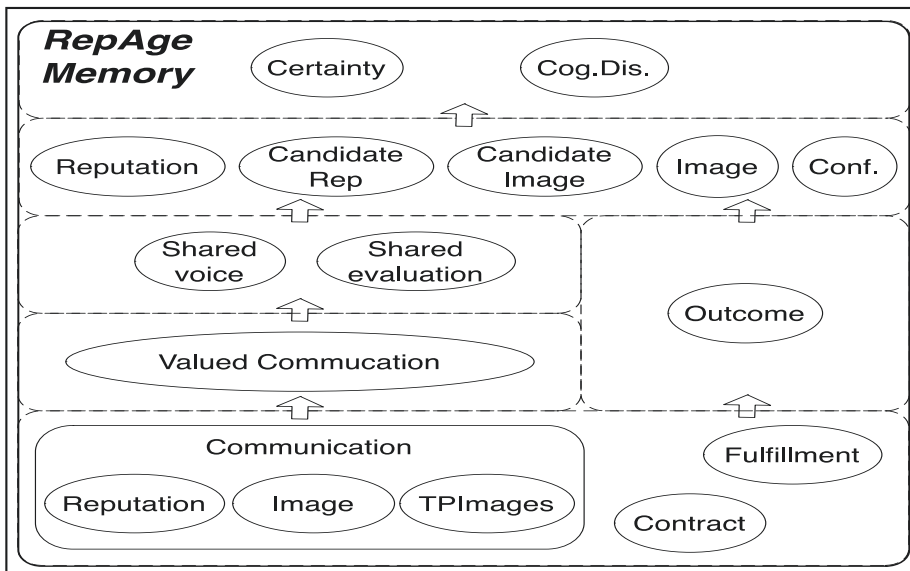 RepAge
Memory
Certainty
Cog.Dis.
Reputation
Candidate
Rep
Candidate
Image
Image
Conf.
Shared
voice
Shared
evaluation
Outcome
Valued Commucation
Communication
Reputation
Image
TPImages
Fulfillment
Contract